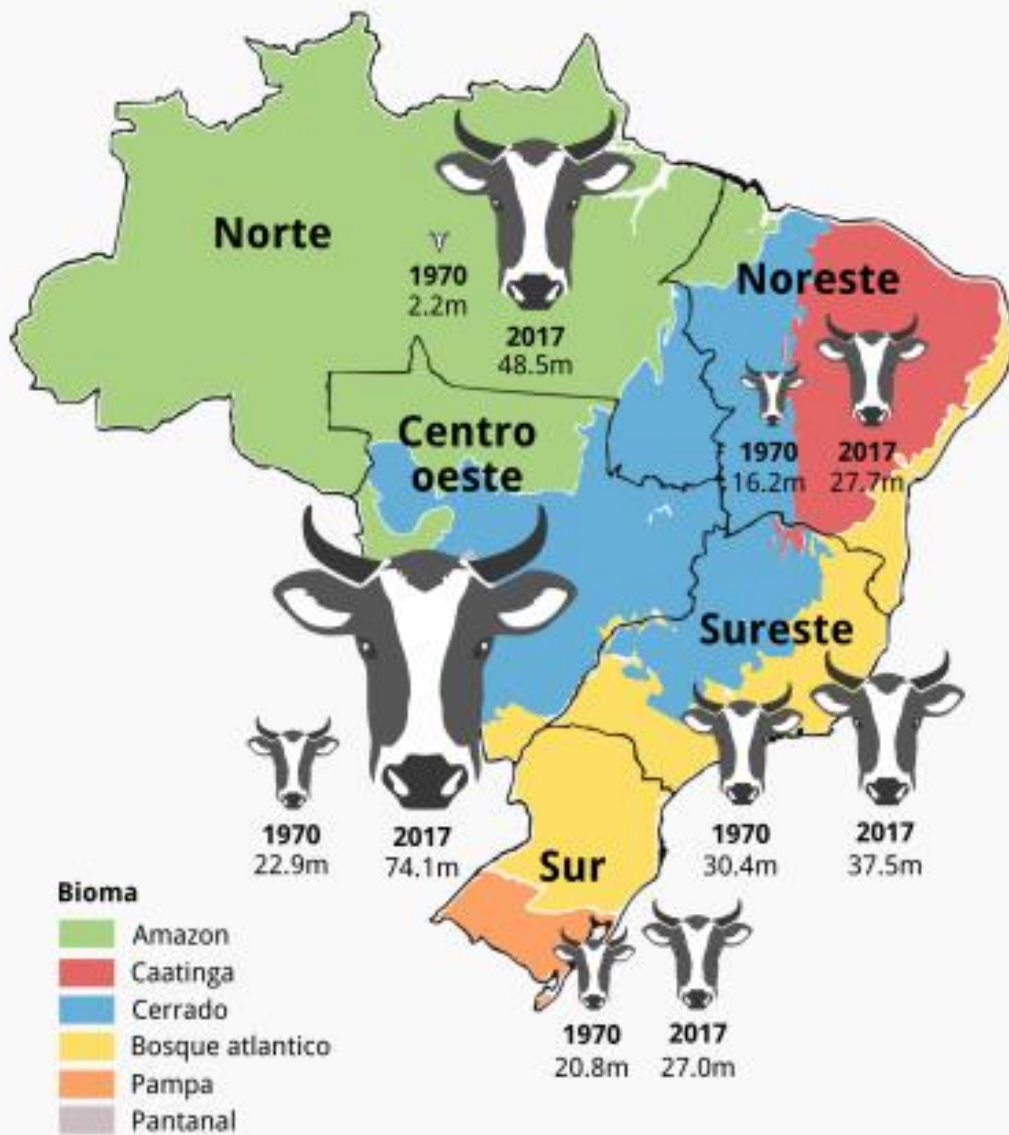 Norte
1970
2.2m
2017
48.5m
Noreste
1970
16.2m
2017
27.7m
Centro
oeste
1970
22.9m
2017
74.1m
Sureste
1970
30.4m
2017
37.5m
Sur
1970
20.8m
2017
27.0m
Bioma
Amazon
Caatinga
Cerrado
Bosque atlantico
Pampa
Pantanal